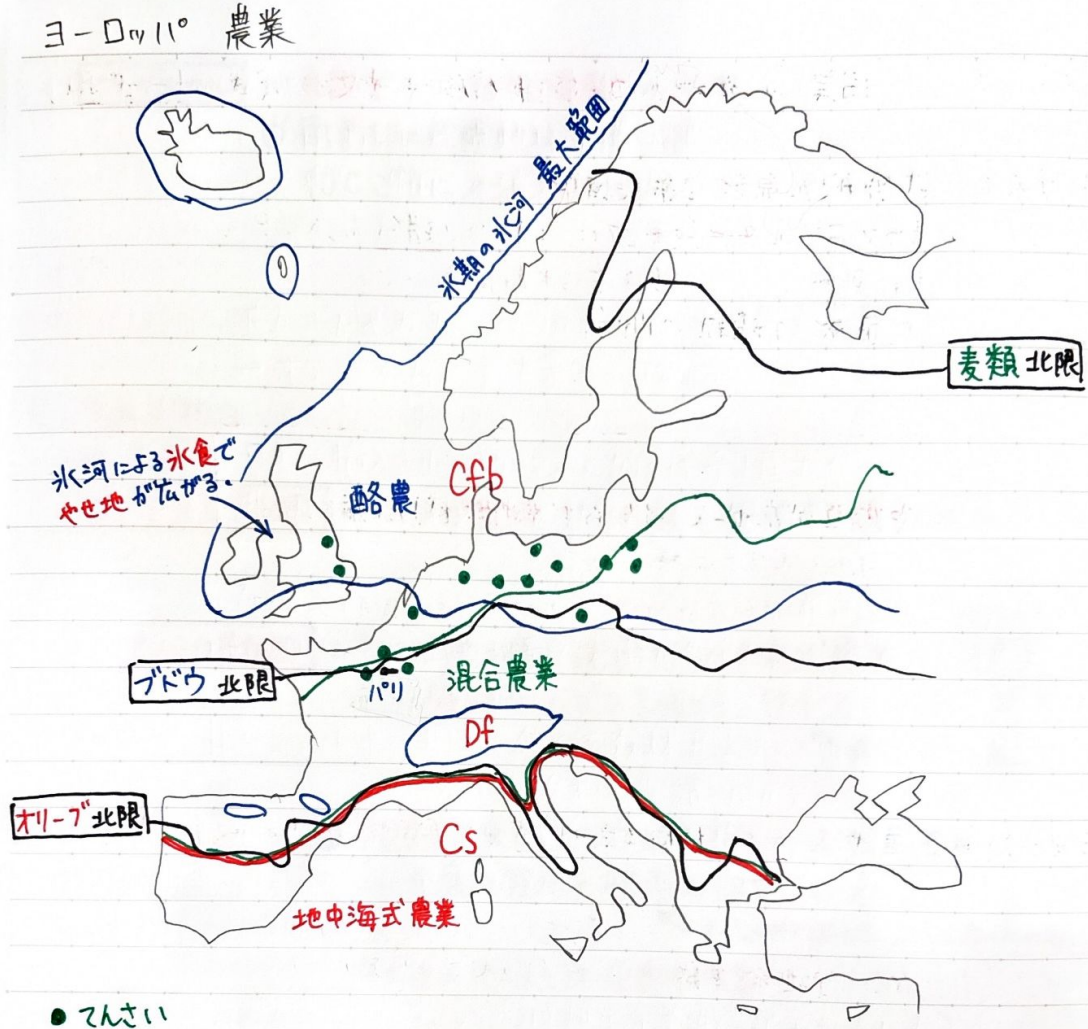 ヨーロッパ 農業
氷期の氷河 最大範囲
麦類北限
氷河による氷食で
やせ地が広がる。
酪農
Cfb
ブドウ北限
パリ
混合農業
Df
オリーブ北限
Cs
地中海式農業
● てんさい